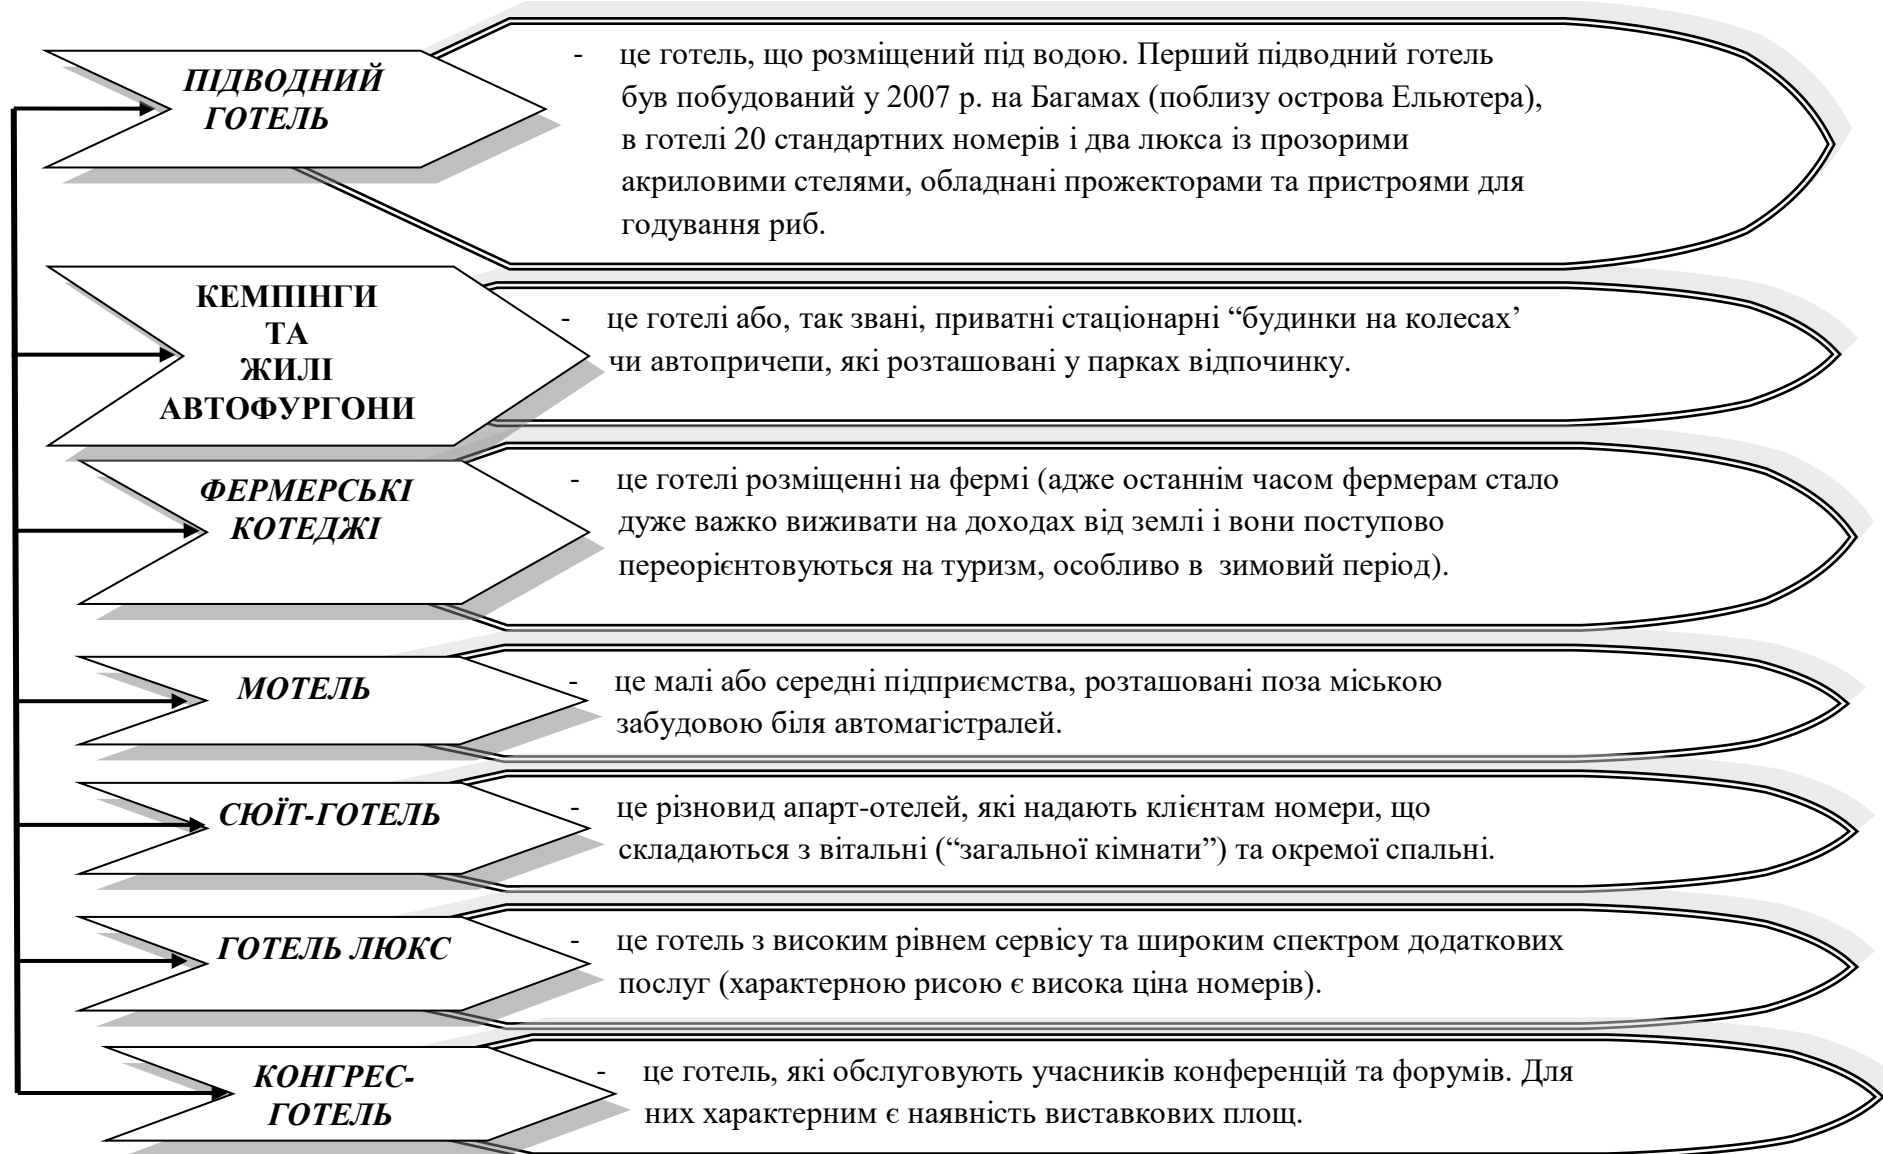 ПІДВОДНИЙ
ГОТЕЛЬ
- це готель, що розміщений під водою. Перший підводний готель
був побудований у 2007 р. на Багамах (поблизу острова Ельютера),
в готелі 20 стандартних номерів і два люкса із прозорими
акриловими стелями, обладнані прожекторами та пристроями для
годування риб.
КЕМПІНГИ
ТА
ЖИЛІ
АВТОФУРГОНИ
- це готелі або, так звані, приватні стаціонарні “будинки на колесах’
чи автопричепи, які розташовані у парках відпочинку.
ФЕРМЕРСЬКІ
КОТЕДЖІ
- це готелі розміщенні на фермі (адже останнім часом фермерам стало
дуже важко виживати на доходах від землі і вони поступово
переорієнтовуються на туризм, особливо в зимовий період).
МОТЕЛЬ
- це малі або середні підприємства, розташовані поза міською
забудовою біля автомагістралей.
СЮЇТ-ГОТЕЛЬ
- це різновид апарт-отелей, які надають клієнтам номери, що
складаються з вітальні (“загальної кімнати”) та окремої спальні.
ГОТЕЛЬ ЛЮКС
- це готель з високим рівнем сервісу та широким спектром додаткових
послуг (характерною рисою є висока ціна номерів).
КОНГРЕС-
ГОТЕЛЬ
- це готель, які обслуговують учасників конференцій та форумів. Для
них характерним є наявність виставкових площ.